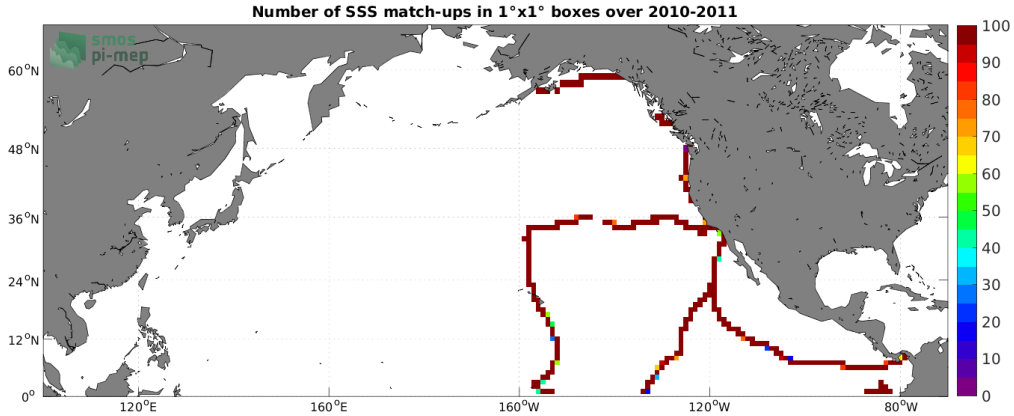 Number of SSS match-ups in 1°x1° boxes over 2010-2011
smos
pi-mep
60°N
48°N
36°N
24°N
12°N
0°
120°E
160°E
160°W
120°W
80°W
100
90
80
70
60
50
40
30
20
10
0